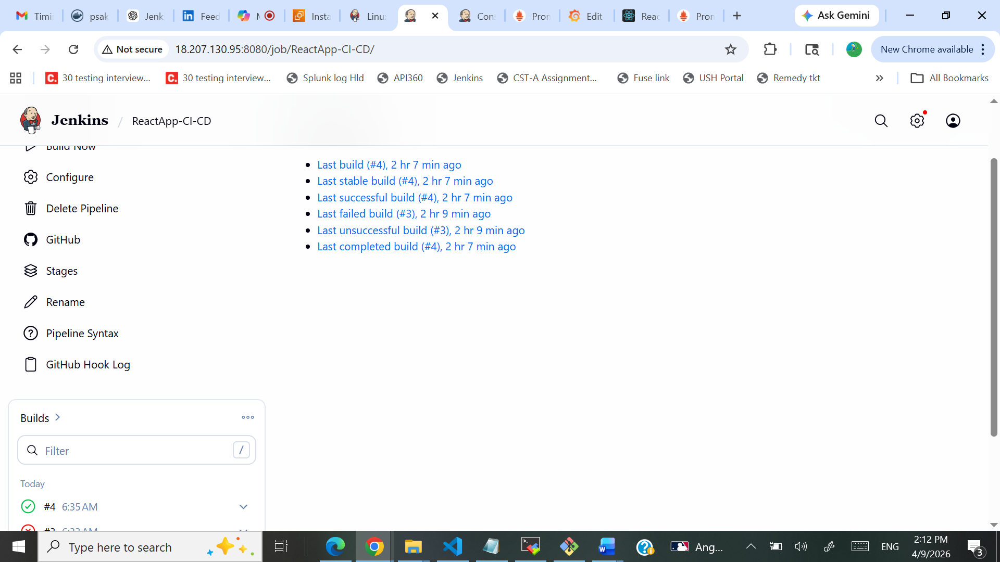 Timi
psak
Jenk
Feed
Insta
Linu
Con
Pron
Edit
Reac
Pron
Ask Gemini
Not secure
18.207.130.95:8080/job/ReactApp-CI-CD/
New Chrome available
30 testing interview...
30 testing interview...
Splunk log Hld
API360
Jenkins
CST-A Assignment...
Fuse link
USH Portal
Remedy tkt
All Bookmarks
Jenkins / ReactApp-CI-CD
Build Now
Configure
Delete Pipeline
GitHub
Stages
Rename
Pipeline Syntax
GitHub Hook Log
Last build (#4), 2 hr 7 min ago
Last stable build (#4), 2 hr 7 min ago
Last successful build (#4), 2 hr 7 min ago
Last failed build (#3), 2 hr 9 min ago
Last unsuccessful build (#3), 2 hr 9 min ago
Last completed build (#4), 2 hr 7 min ago
Builds
Filter /
Today
#4 6:35 AM
#3 6:33 AM
Type here to search
Ang...
ENG
2:12 PM
4/9/2026
3